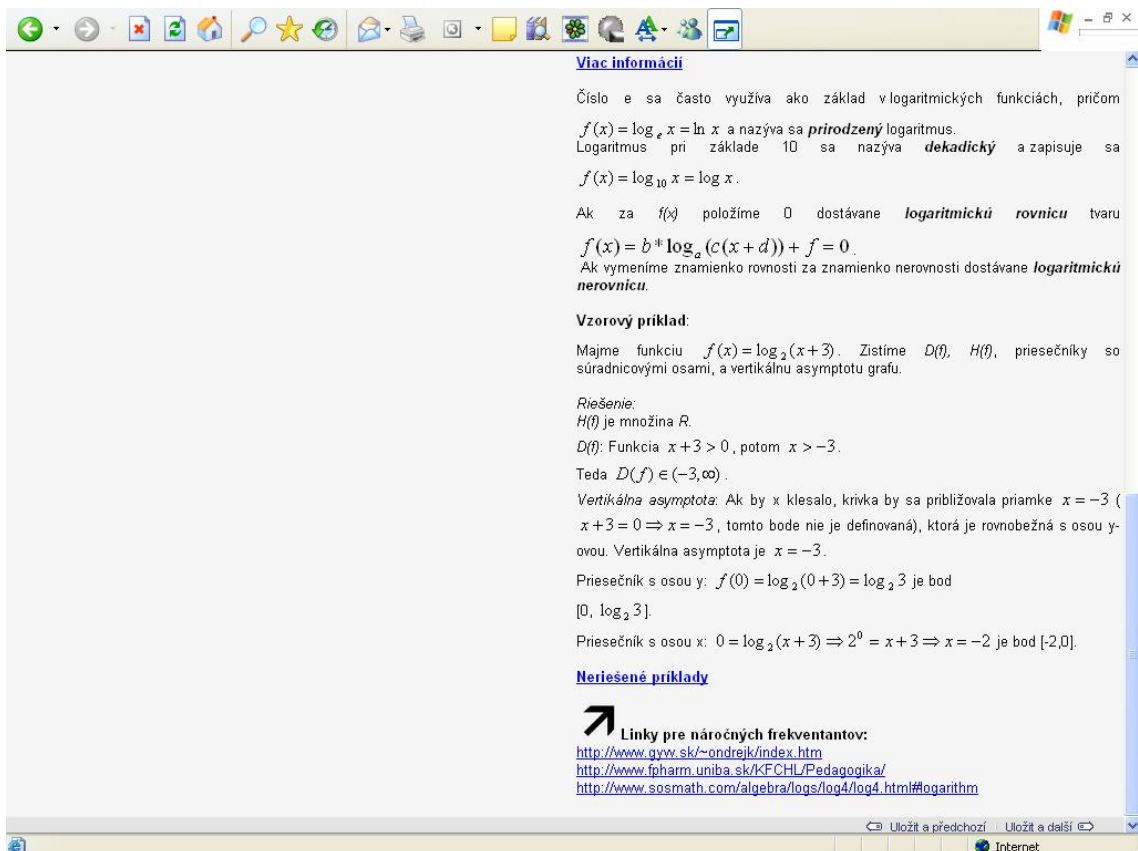 Viac informácií
Číslo e sa často využíva ako základ v logaritmických funkciách, pričom
f(x) = log_e x = ln x a nazýva sa prirodzený logaritmus.
Logaritmus pri základe 10 sa nazýva dekadický a zapisuje sa
f(x) = log_10 x = log x.
Ak za f(x) položíme 0 dostávane logaritmickú rovnicu tvaru
f(x) = b * log_a (c(x + d)) + f = 0.
Ak vymeníme znamienko rovnosti za znamienko nerovnosti dostávane logaritmickú
nerovnicu.
Vzorový príklad:
Majme funkciu f(x) = log_2 (x + 3). Zistíme D(f), H(f), priesečníky so
súradnicovými osami, a vertikálnu asymptotu grafu.
Riešenie:
H(f) je množina R.
D(f): Funkcia x + 3 > 0, potom x > −3.
Teda D(f) ∈ (−3, ∞).
Vertikálna asymptota: Ak by x klesalo, krivka by sa približovala priamke x = −3 (
x + 3 = 0 ⇒ x = −3, tomto bode nie je definovaná), ktorá je rovnobežná s osou y-
ovou. Vertikálna asymptota je x = −3.
Priesečník s osou y: f(0) = log_2 (0 + 3) = log_2 3 je bod
[0, log_2 3].
Priesečník s osou x: 0 = log_2 (x + 3) ⇒ 2^0 = x + 3 ⇒ x = −2 je bod [-2,0].
Neriešené príklady
Linky pre náročných frekventantov:
http://www.gyw.sk/~ondrejk/index.htm
http://www.fpharm.uniba.sk/KFCHL/Pedagogika/
http://www.sosmath.com/algebra/logs/log4/log4.html#logarithm
Uložit a předchozí Uložit a další
Internet